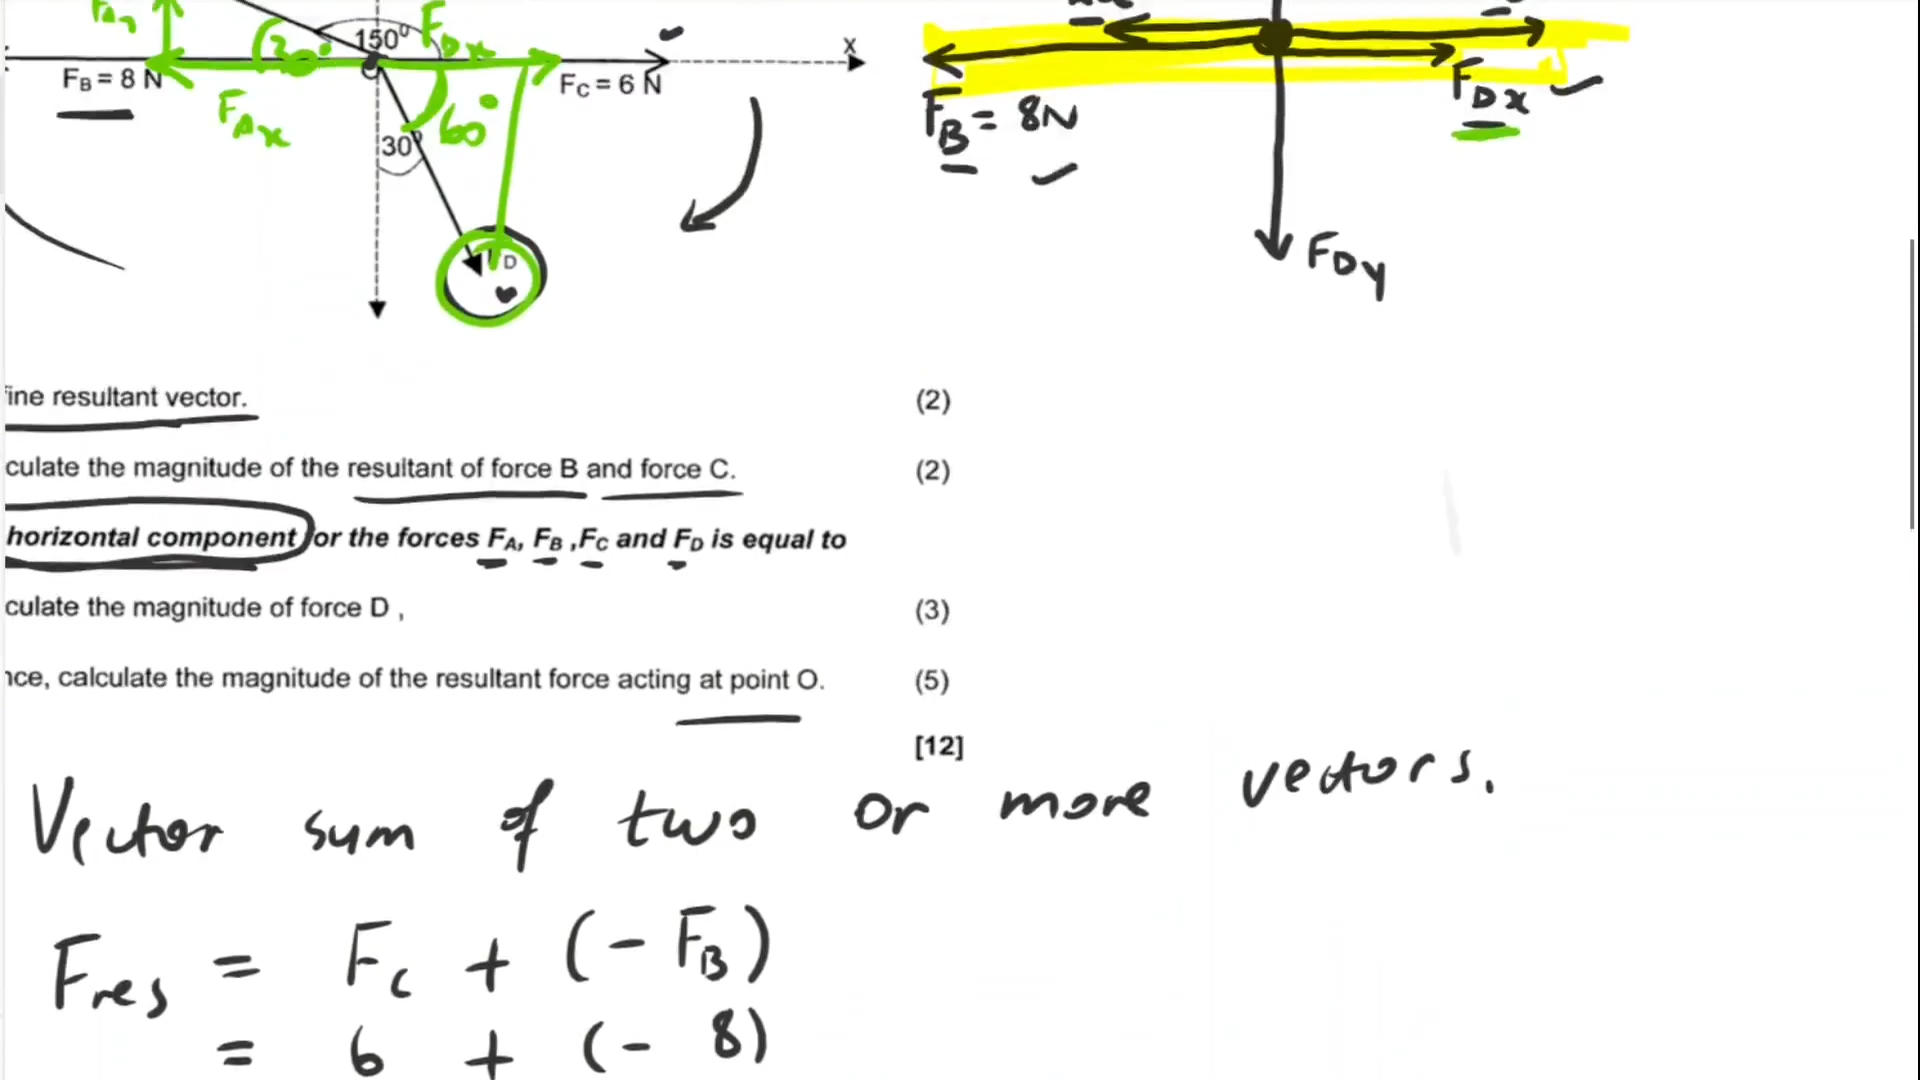 150°
F_Dx
30°
x
F_B = 8 N
F_C = 6 N
F_Ax
60°
30°
D
F_B = 8N
F_Dx
F_Dy
fine resultant vector. (2)
culate the magnitude of the resultant of force B and force C. (2)
horizontal component for the forces F_A, F_B ,F_C and F_D is equal to
culate the magnitude of force D , (3)
nce, calculate the magnitude of the resultant force acting at point O. (5)
[12]
Vector sum of two or more vectors.
F_res = F_C + (- F_B)
= 6 + (- 8)